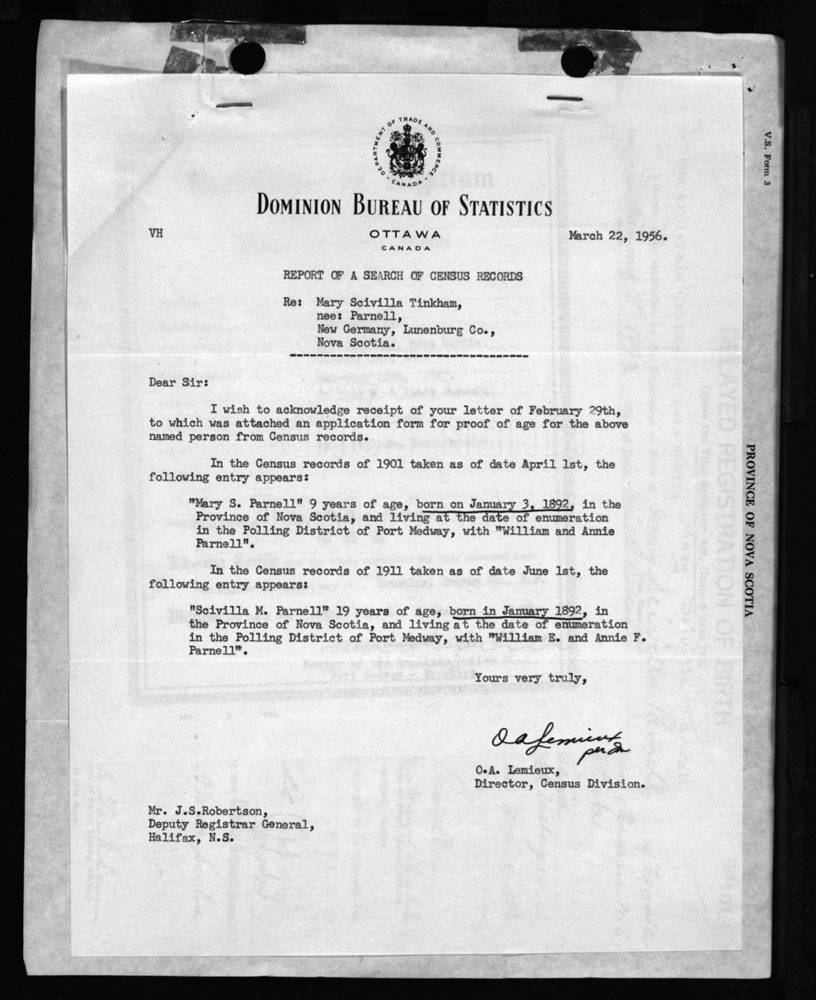 DEPARTMENT OF TRADE AND COMMERCE
CANADA
DOMINION BUREAU OF STATISTICS
VH
OTTAWA
CANADA
March 22, 1956.
REPORT OF A SEARCH OF CENSUS RECORDS
Re: Mary Scivilla Tinkham,
nee: Parnell,
New Germany, Lunenburg Co.,
Nova Scotia.
Dear Sir:
I wish to acknowledge receipt of your letter of February 29th,
to which was attached an application form for proof of age for the above
named person from Census records.
In the Census records of 1901 taken as of date April 1st, the
following entry appears:
"Mary S. Parnell" 9 years of age, born on January 3, 1892, in the
Province of Nova Scotia, and living at the date of enumeration
in the Polling District of Port Medway, with "William and Annie
Parnell".
In the Census records of 1911 taken as of date June 1st, the
following entry appears:
"Scivilla M. Parnell" 19 years of age, born in January 1892, in
the Province of Nova Scotia, and living at the date of enumeration
in the Polling District of Port Medway, with "William E. and Annie F.
Parnell".
Yours very truly,
O A Lemieux
per
O.A. Lemieux,
Director, Census Division.
Mr. J.S.Robertson,
Deputy Registrar General,
Halifax, N.S.
V.S. Form 3
PROVINCE OF NOVA SCOTIA
DELAYED REGISTRATION OF BIRTH